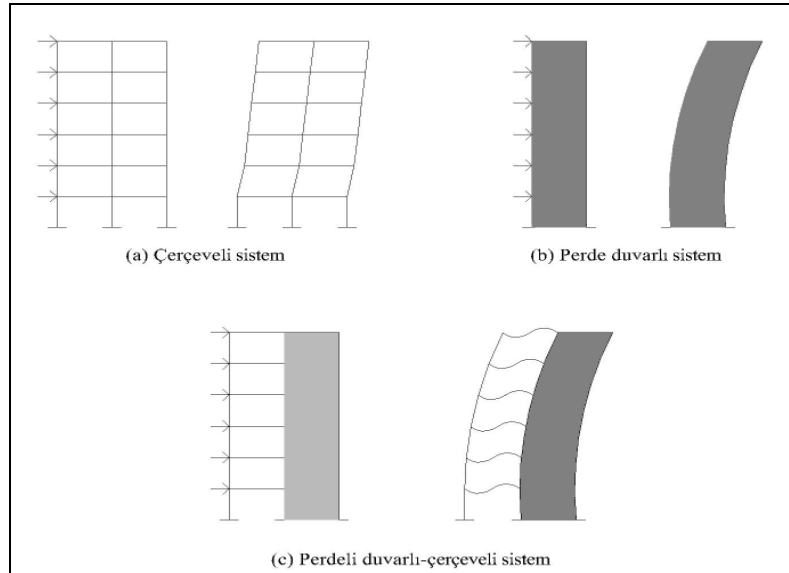 (a) Çerçeveli sistem
(b) Perde duvarlı sistem
(c) Perdeli duvarlı-çerçeveli sistem